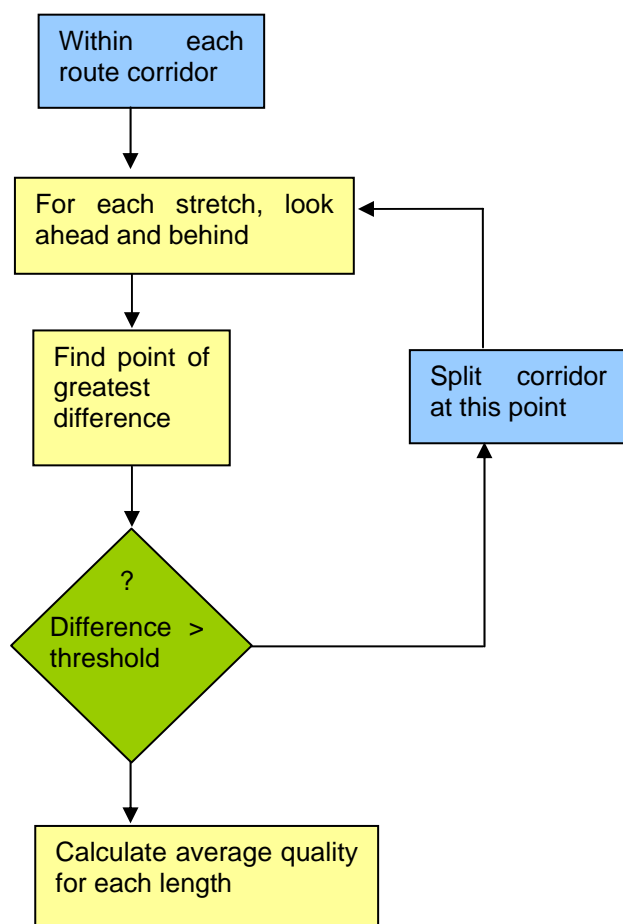 Within each
route corridor
For each stretch, look
ahead and behind
Find point of
greatest
difference
Split corridor
at this point
?
Difference >
threshold
Calculate average quality
for each length